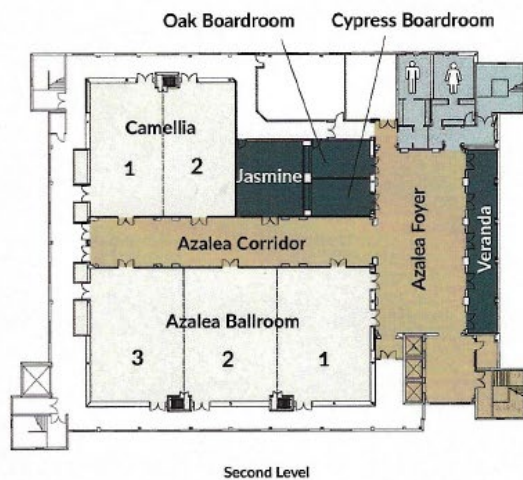 Oak Boardroom
Cypress Boardroom
Camellia
1
2
Jasmine
Azalea Corridor
Azalea Foyer
Veranda
Azalea Ballroom
3
2
1
Second Level